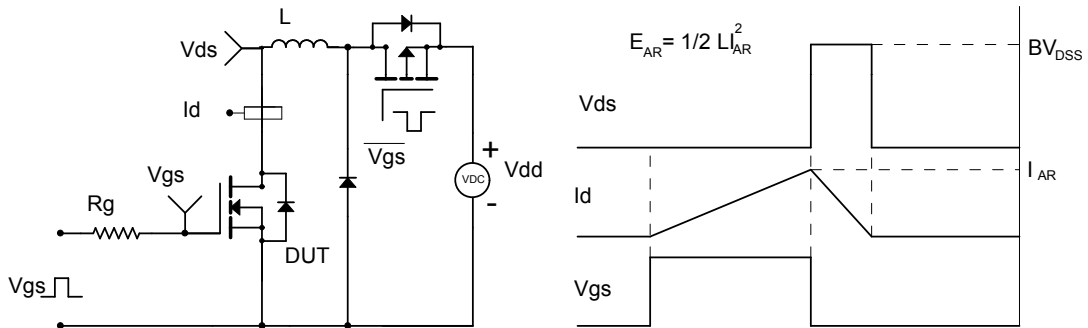 L
Vds
Id
Vgs
Vgs
+
VDC
Vdd
-
Vgs
Rg
DUT
Vgs
E_AR = 1/2 LI_AR^2
BV_DSS
Vds
I_AR
Id
Vgs